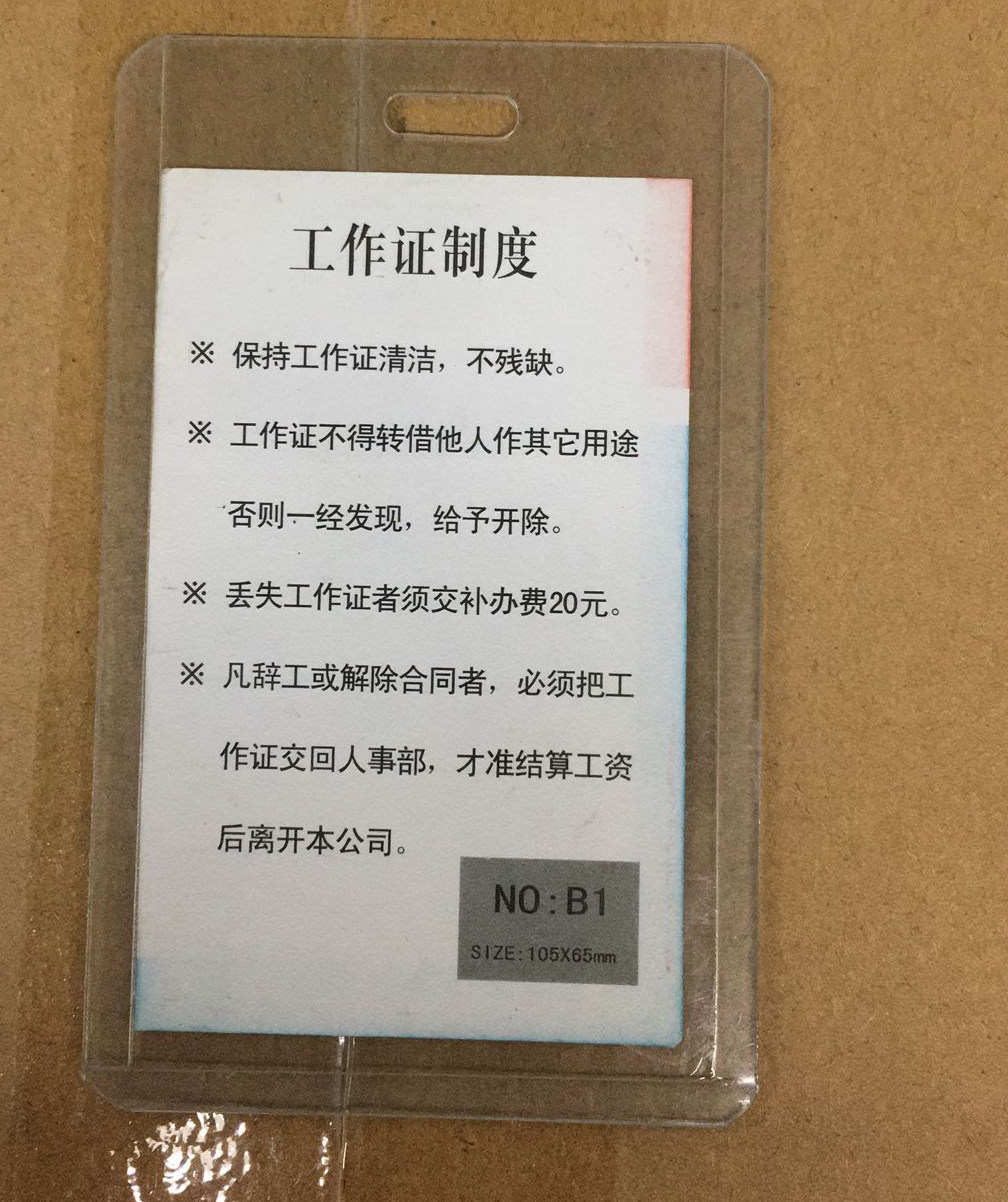 工作证制度
※ 保持工作证清洁，不残缺。
※ 工作证不得转借他人作其它用途
否则一经发现，给予开除。
※ 丢失工作证者须交补办费20元。
※ 凡辞工或解除合同者，必须把工
作证交回人事部，才准结算工资
后离开本公司。
NO:B1
SIZE:105X65mm